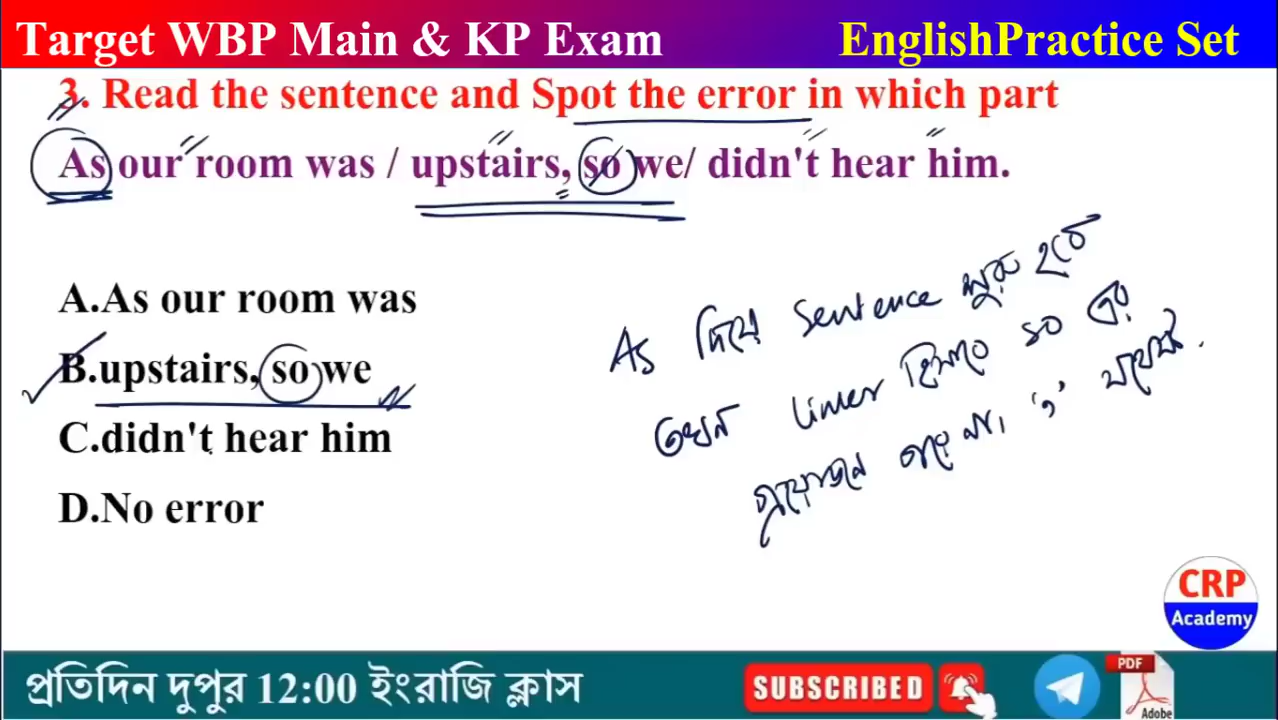 Target WBP Main & KP Exam
EnglishPractice Set
3. Read the sentence and Spot the error in which part
As our room was / upstairs, so we/ didn't hear him.
A.As our room was
B.upstairs, so we
C.didn't hear him
D.No error
As দিয়ে sentence শুরু হলে
তখন linker হিসাবে so এর
প্রয়োজন হয় না। ',' যথেষ্ট.
CRP
Academy
প্রতিদিন দুপুর 12:00 ইংরাজি ক্লাস
SUBSCRIBED
PDF
Adobe